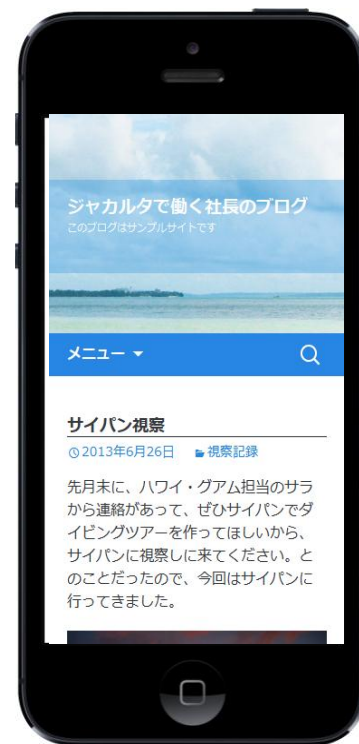 ジャカルタで働く社長のブログ
このブログはサンプルサイトです
メニュー
サイパン視察
2013年6月26日 視察記録
先月末に、ハワイ・グアム担当のサラ
から連絡があって、ぜひサイパンでダ
イビングツアーを作ってほしいから、
サイパンに視察しに来てください。と
のことだったので、今回はサイパンに
行ってきました。